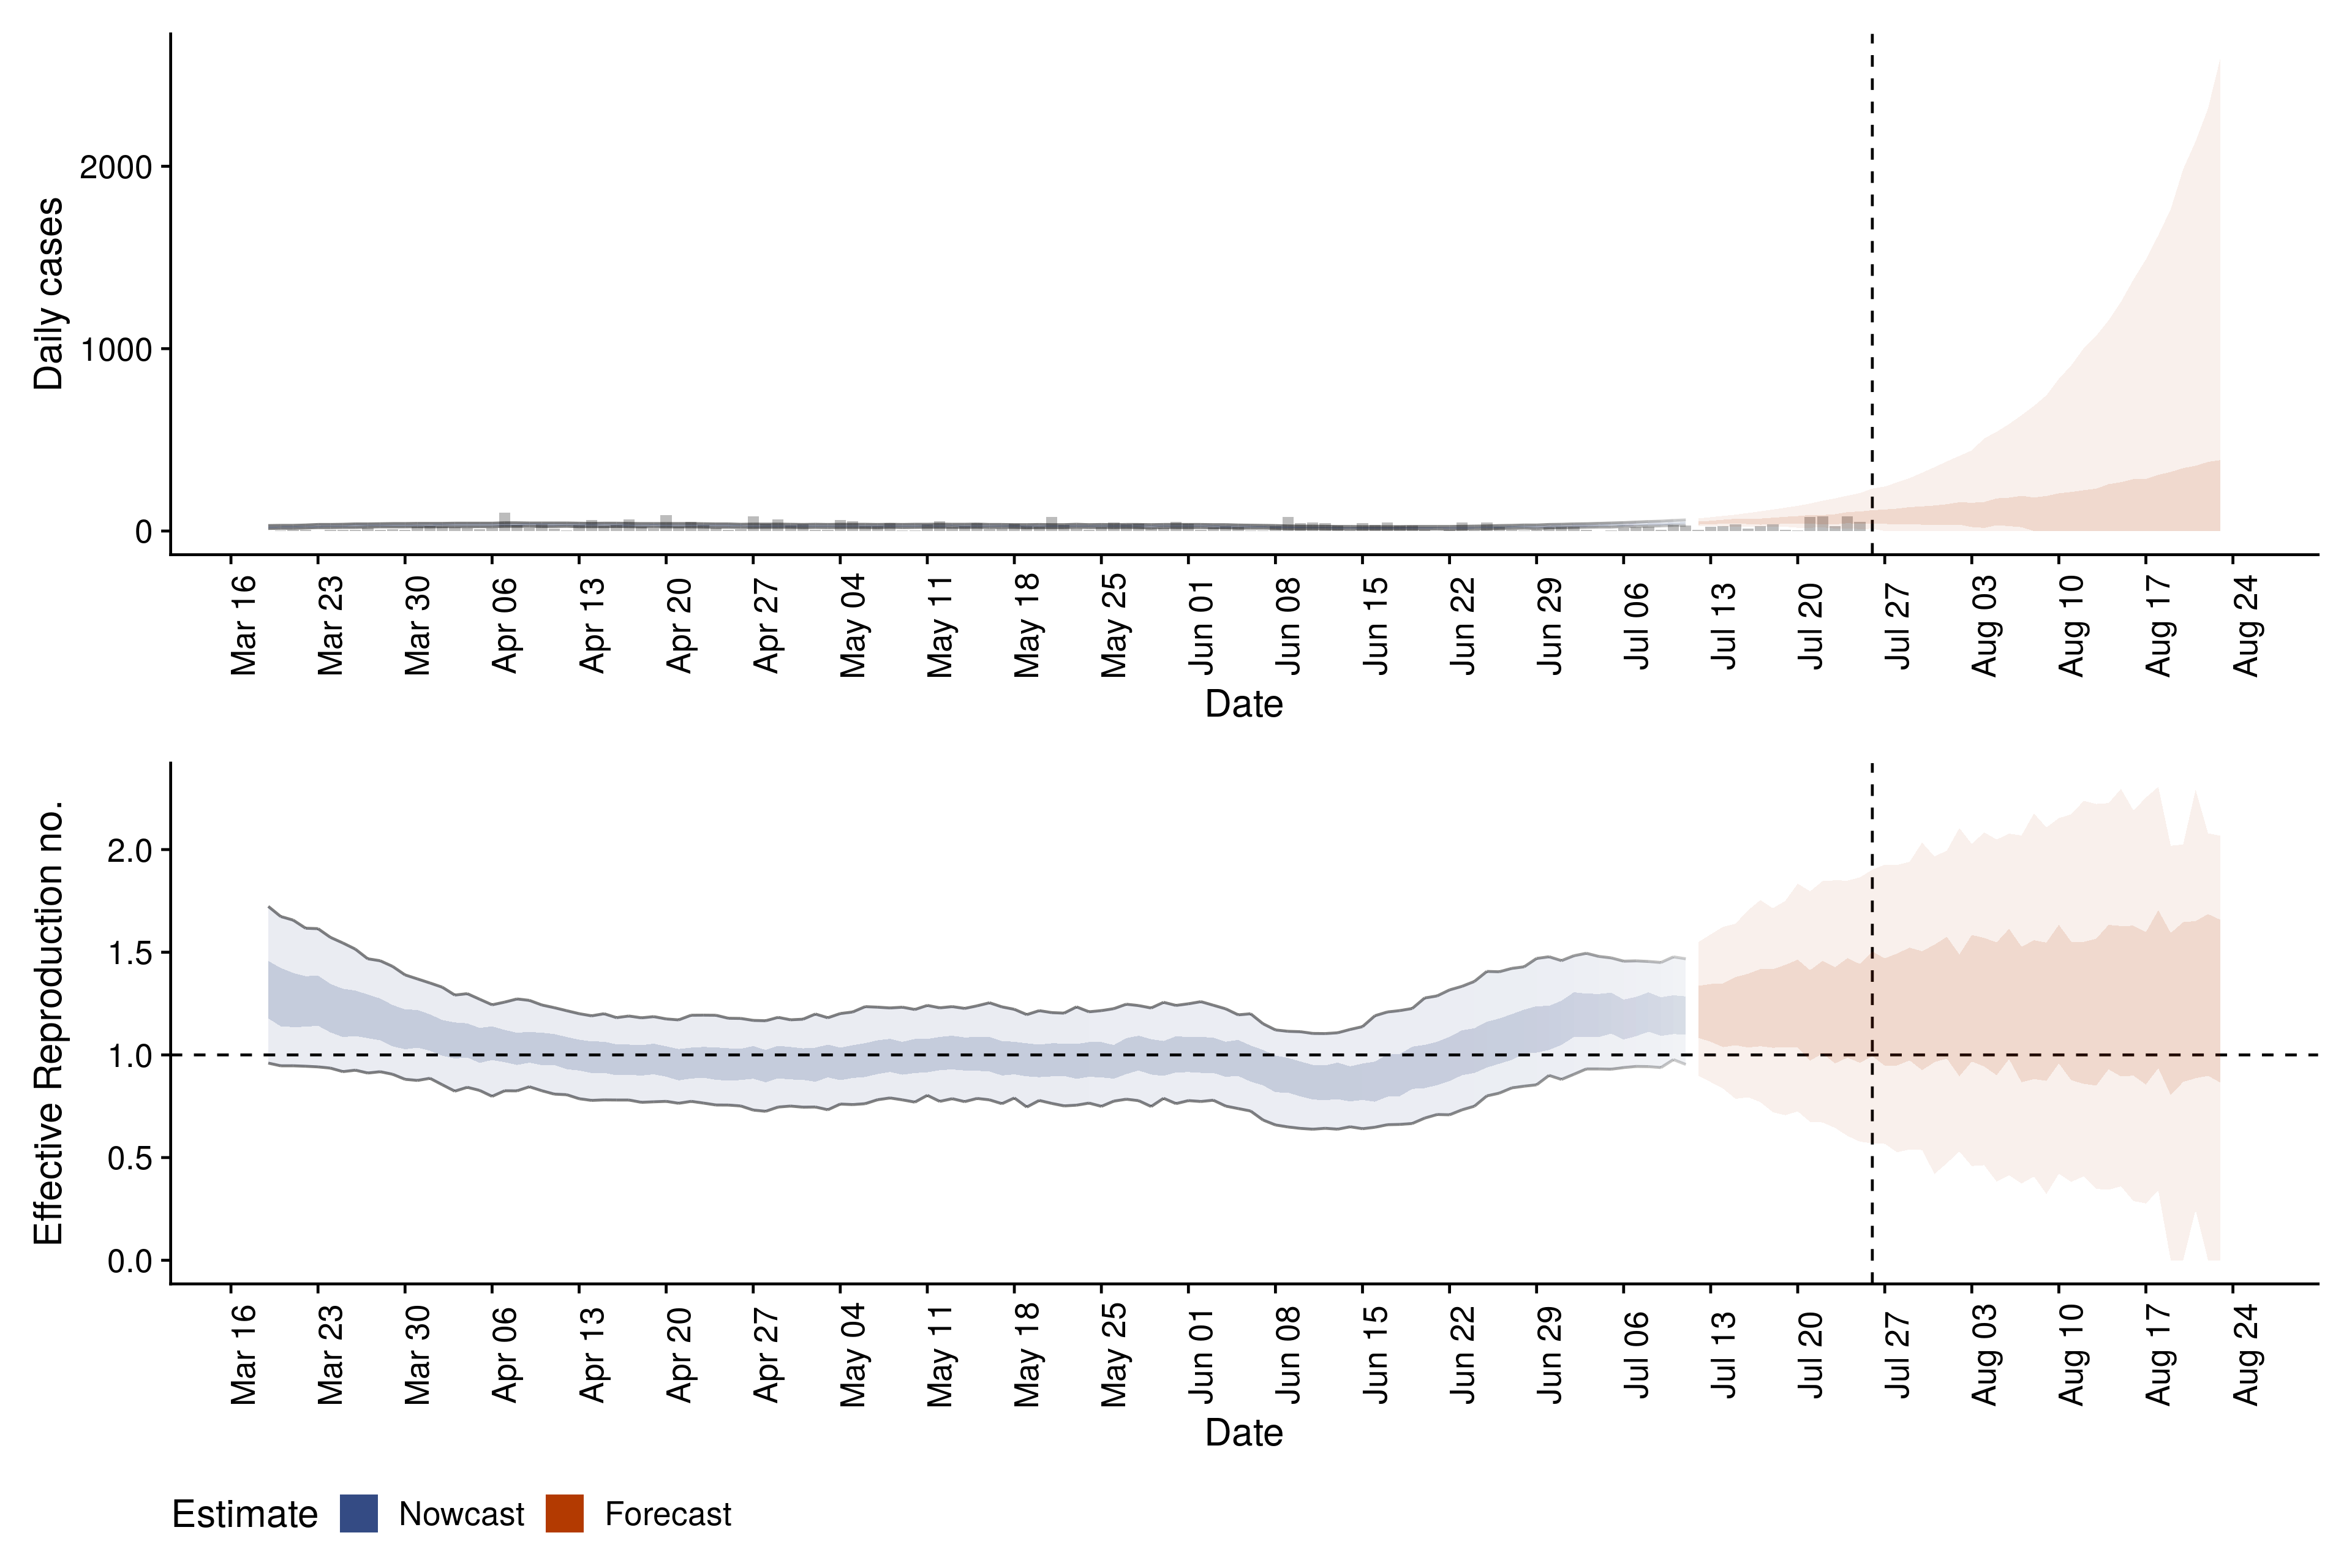 Daily cases
2000
1000
0
Mar 16 Mar 23 Mar 30 Apr 06 Apr 13 Apr 20 Apr 27 May 04 May 11 May 18 May 25 Jun 01 Jun 08 Jun 15 Jun 22 Jun 29 Jul 06 Jul 13 Jul 20 Jul 27 Aug 03 Aug 10 Aug 17 Aug 24
Date
Effective Reproduction no.
2.0
1.5
1.0
0.5
0.0
Mar 16 Mar 23 Mar 30 Apr 06 Apr 13 Apr 20 Apr 27 May 04 May 11 May 18 May 25 Jun 01 Jun 08 Jun 15 Jun 22 Jun 29 Jul 06 Jul 13 Jul 20 Jul 27 Aug 03 Aug 10 Aug 17 Aug 24
Date
Estimate Nowcast Forecast